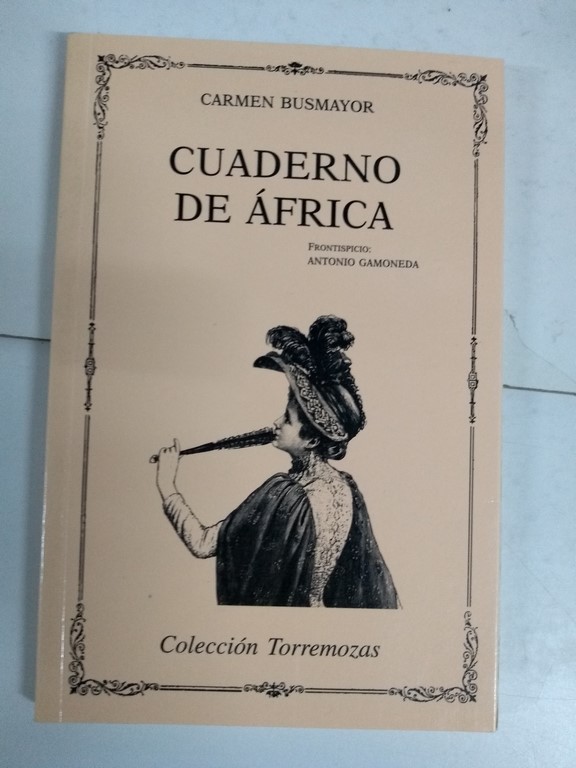 CARMEN BUSMAYOR
CUADERNO
DE ÁFRICA
FRONTISPICIO:
ANTONIO GAMONEDA
Colección Torremozas